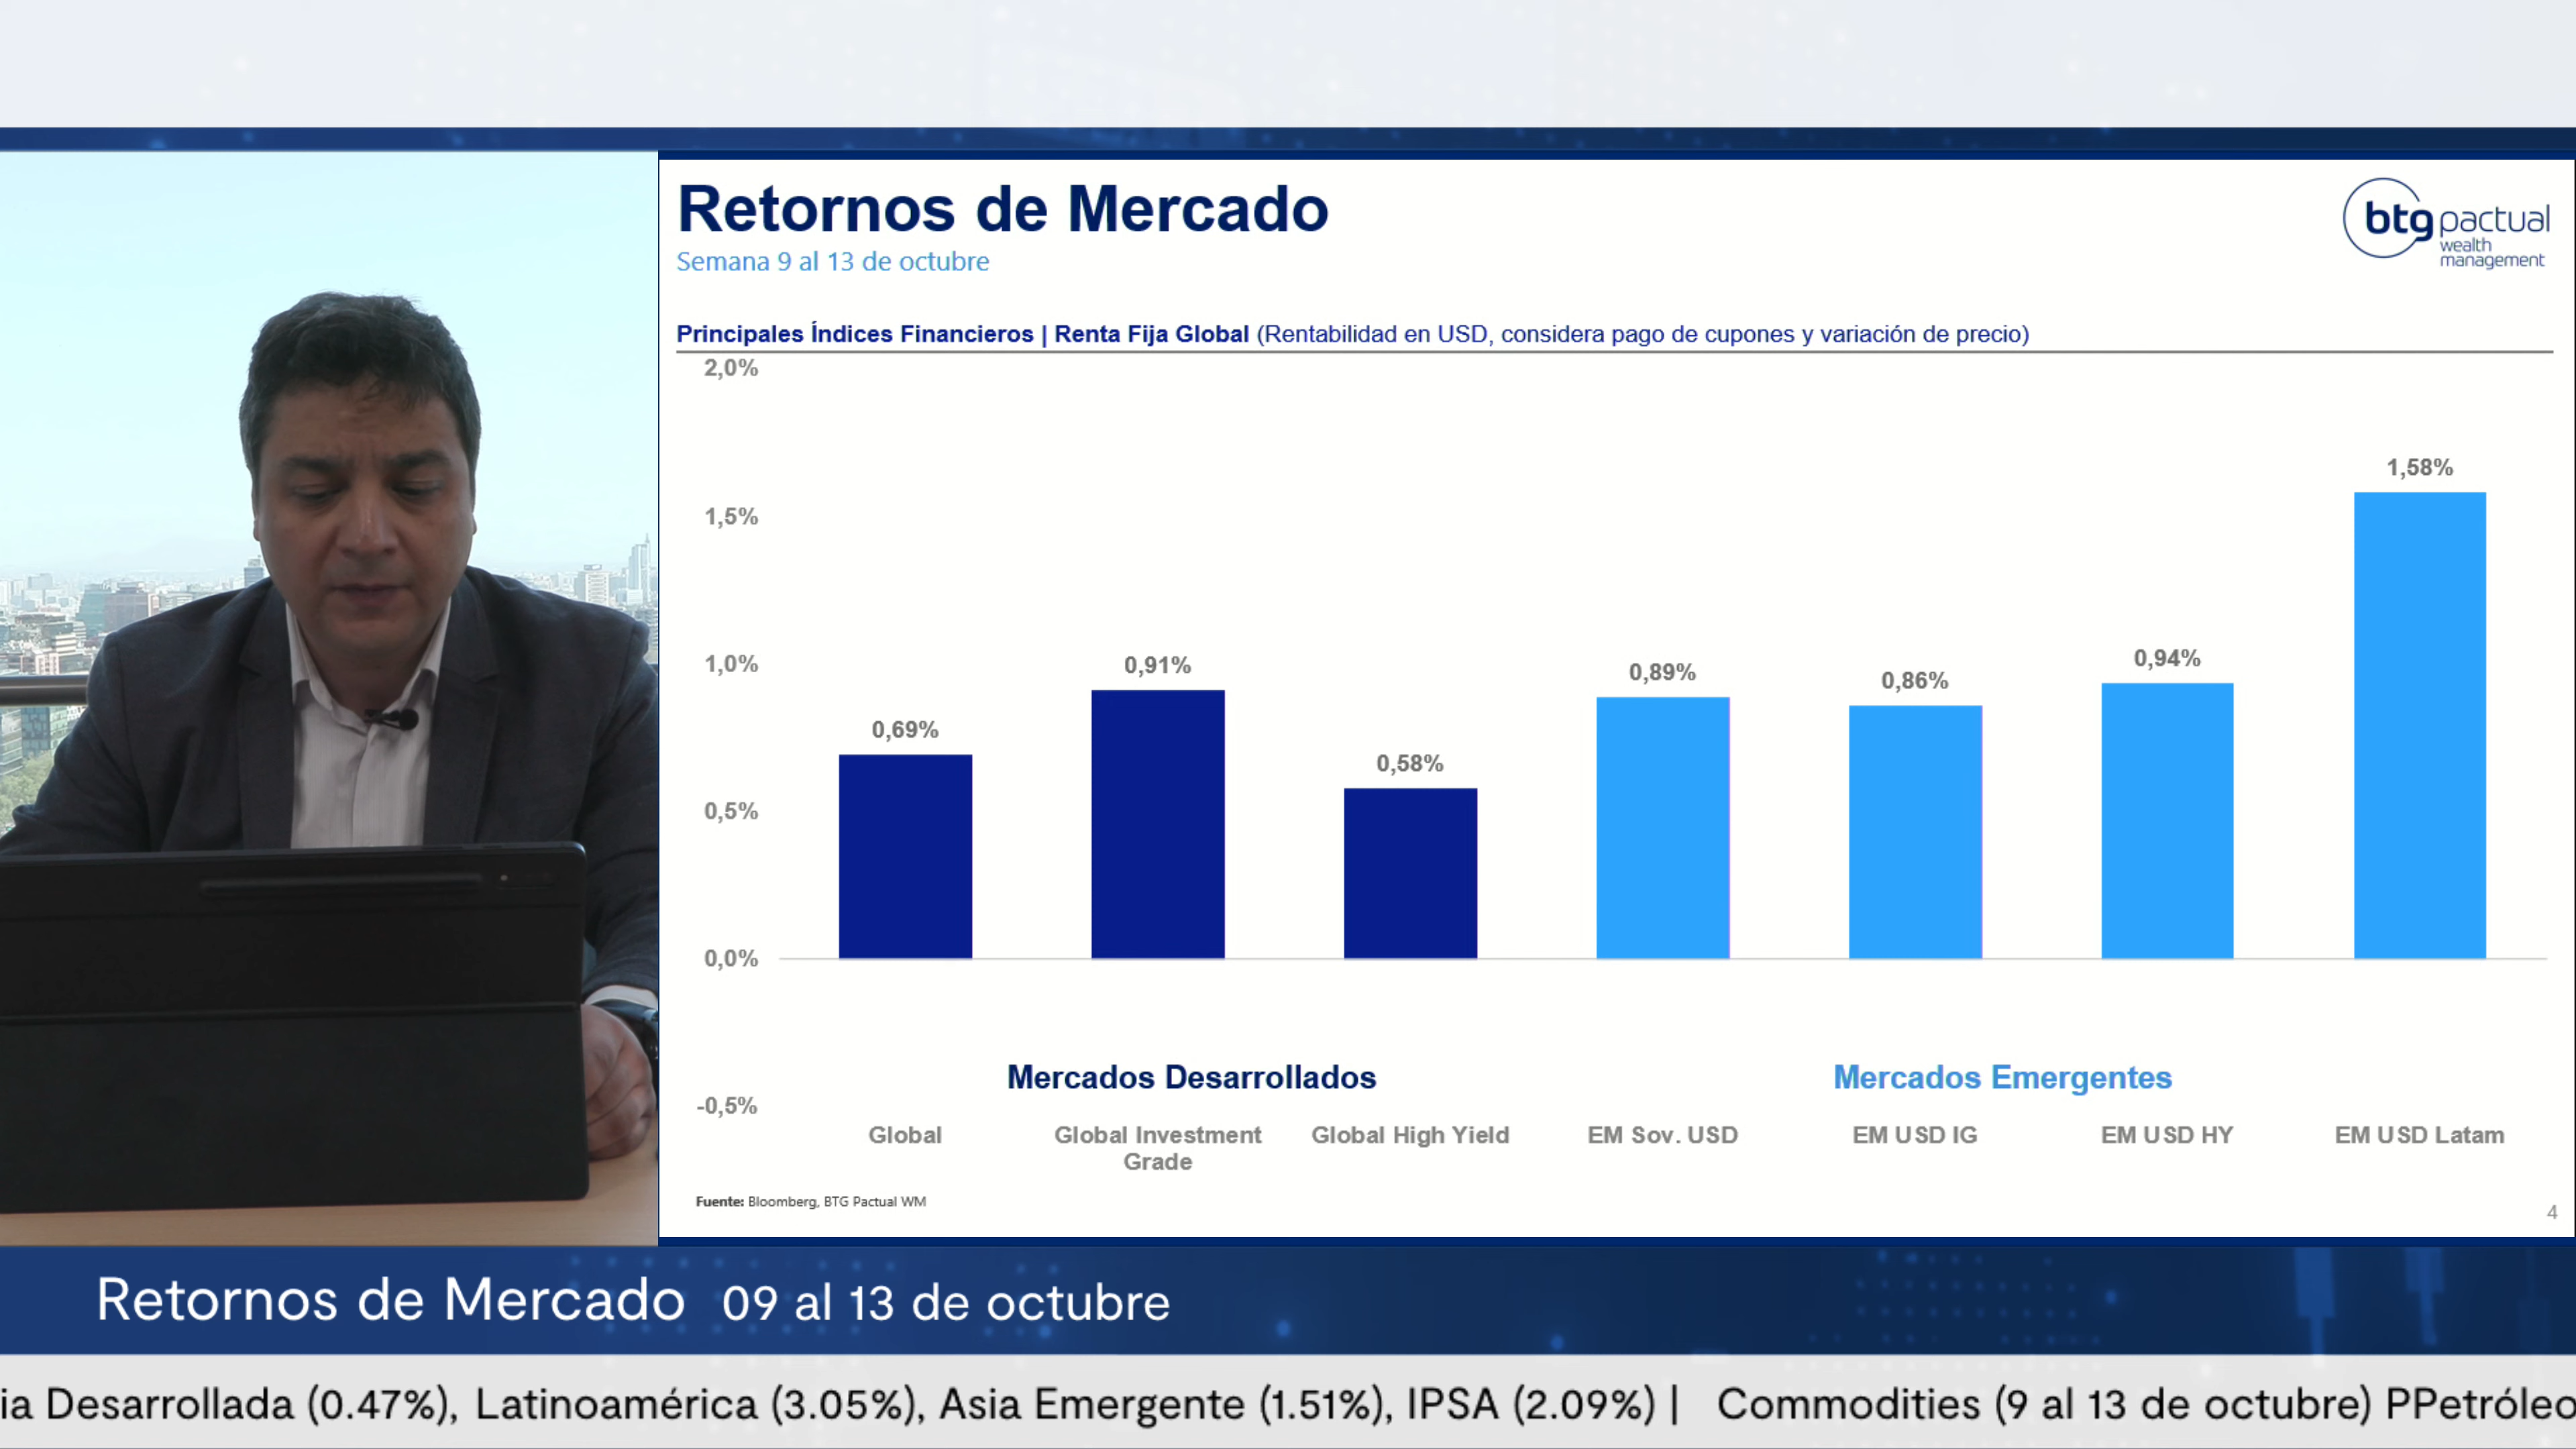 Retornos de Mercado
Semana 9 al 13 de octubre
btg pactual
wealth
management
Principales Índices Financieros | Renta Fija Global (Rentabilidad en USD, considera pago de cupones y variación de precio)
2,0%
1,5%
1,0%
0,5%
0,0%
-0,5%
0,69%
0,91%
0,58%
0,89%
0,86%
0,94%
1,58%
Mercados Desarrollados
Mercados Emergentes
Global
Global Investment
Grade
Global High Yield
EM Sov. USD
EM USD IG
EM USD HY
EM USD Latam
Fuente: Bloomberg, BTG Pactual WM
4
Retornos de Mercado 09 al 13 de octubre
ia Desarrollada (0.47%), Latinoamérica (3.05%), Asia Emergente (1.51%), IPSA (2.09%) | Commodities (9 al 13 de octubre) PPetróleo